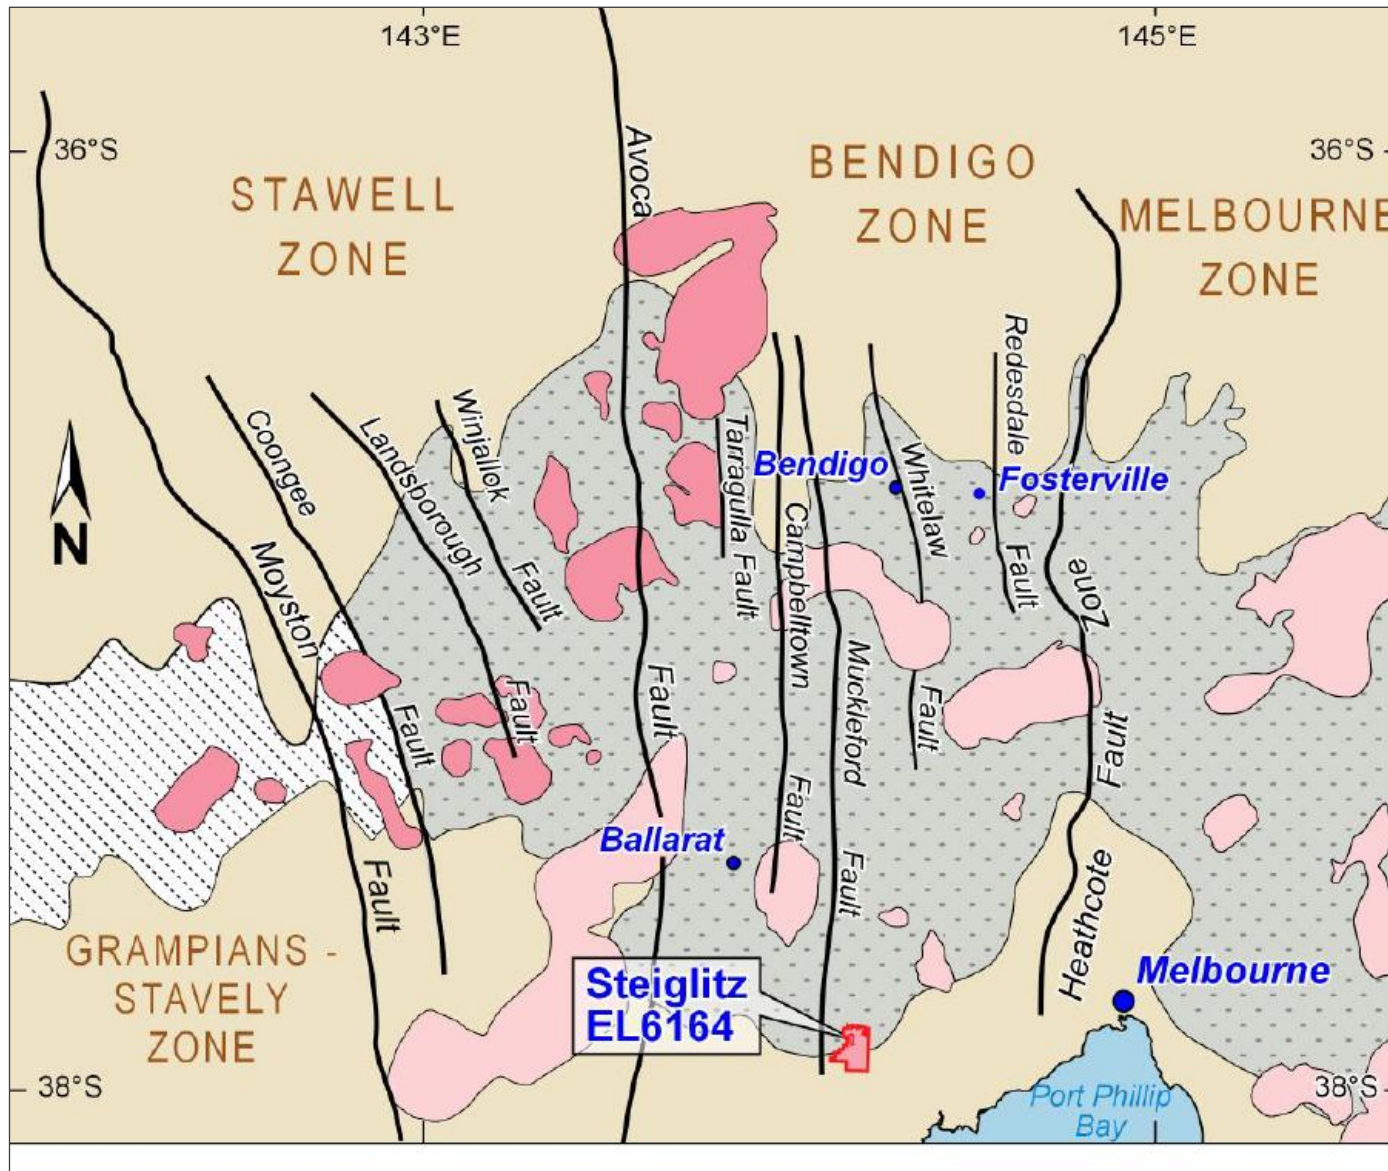 143°E
145°E
36°S
36°S
STAWELL
ZONE
BENDIGO
ZONE
MELBOURNE
ZONE
Avoca
Fault
Redesdale
Fault
Coongee
Fault
Landsborough
Fault
Winjallok
Fault
Tarragulla Fault
Bendigo
Whitelaw
Fault
Fosterville
Campbelltown
Fault
Moyston
Fault
N
Muckleford
Fault
Zone
Fault
Heathcote
Ballarat
GRAMPIANS -
STAVELY
ZONE
Steiglitz
EL6164
Melbourne
38°S
38°S
Port Phillip
Bay